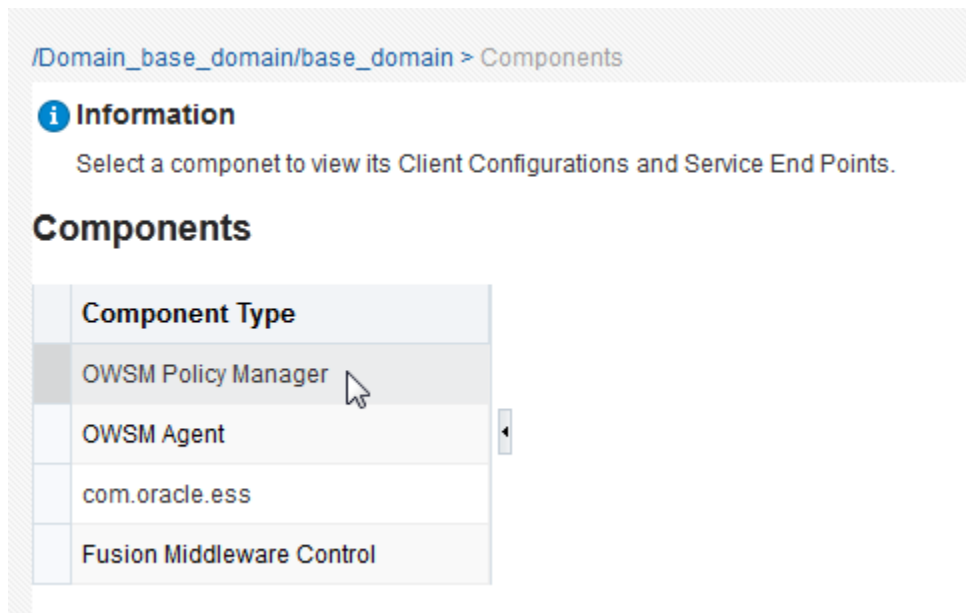 /Domain_base_domain/base_domain > Components
Information
Select a componet to view its Client Configurations and Service End Points.
Components
Component Type
OWSM Policy Manager
OWSM Agent
com.oracle.ess
Fusion Middleware Control